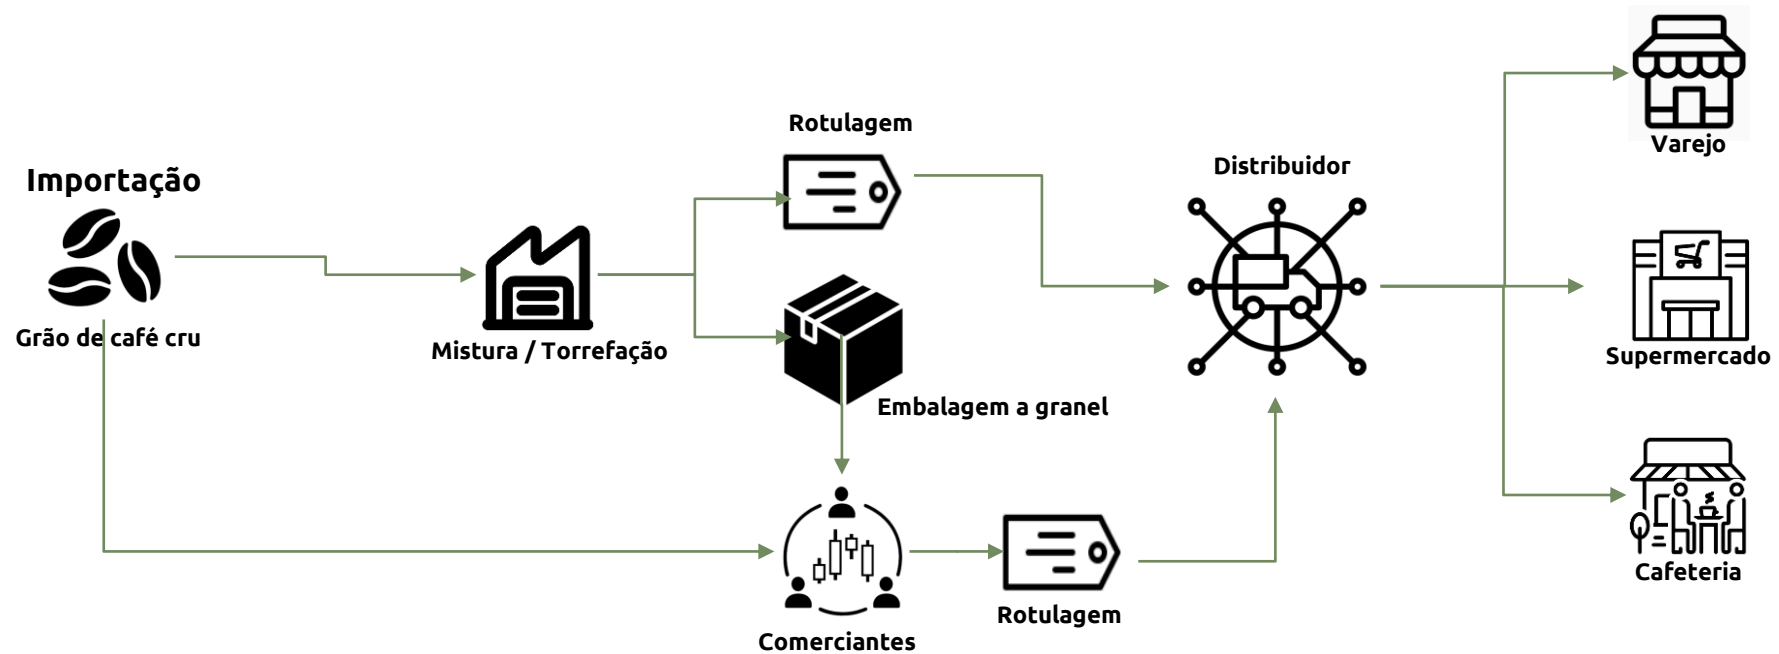 Importação
Grão de café cru
Mistura / Torrefação
Rotulagem
Embalagem a granel
Comerciantes
Rotulagem
Distribuidor
Varejo
Supermercado
Cafeteria